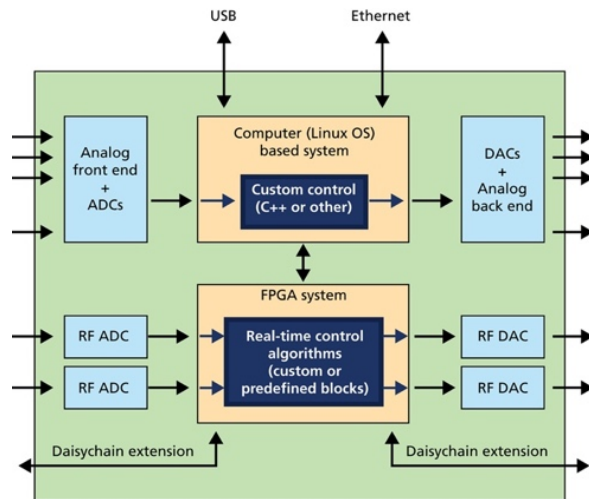 USB
Ethernet
Analog
front end
+
ADCs
Computer (Linux OS)
based system
Custom control
(C++ or other)
DACs
+
Analog
back end
FPGA system
RF ADC
RF ADC
Real-time control
algorithms
(custom or
predefined blocks)
RF DAC
RF DAC
Daisychain extension
Daisychain extension